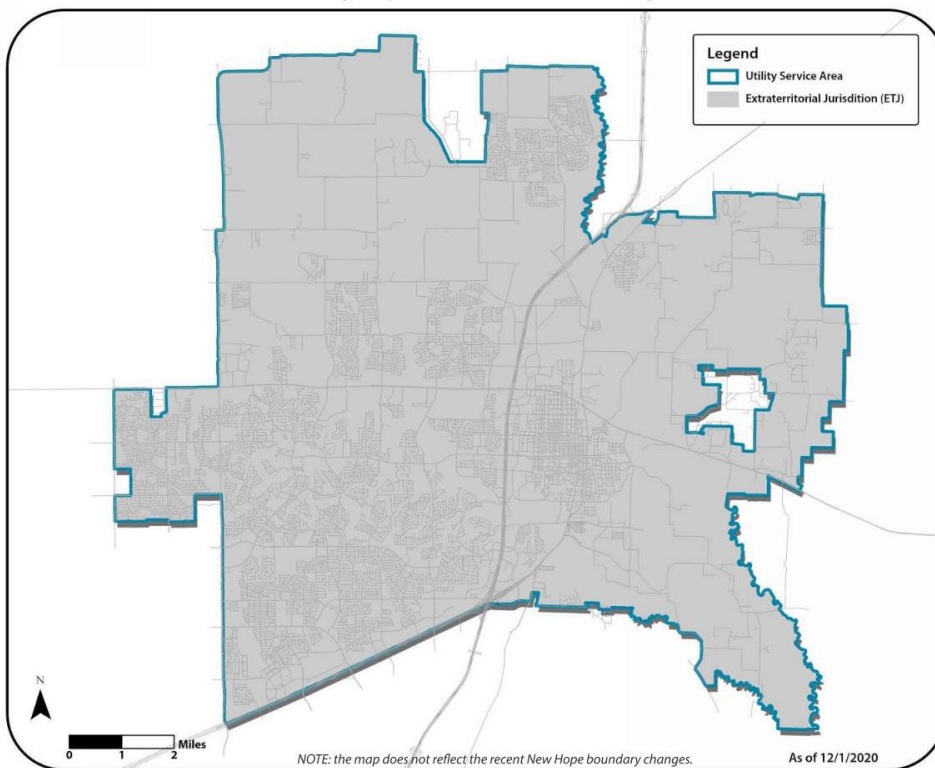 Legend
Utility Service Area
Extraterritorial Jurisdition (ETJ)
N
Miles
0 1 2
NOTE: the map does not reflect the recent New Hope boundary changes.
As of 12/1/2020